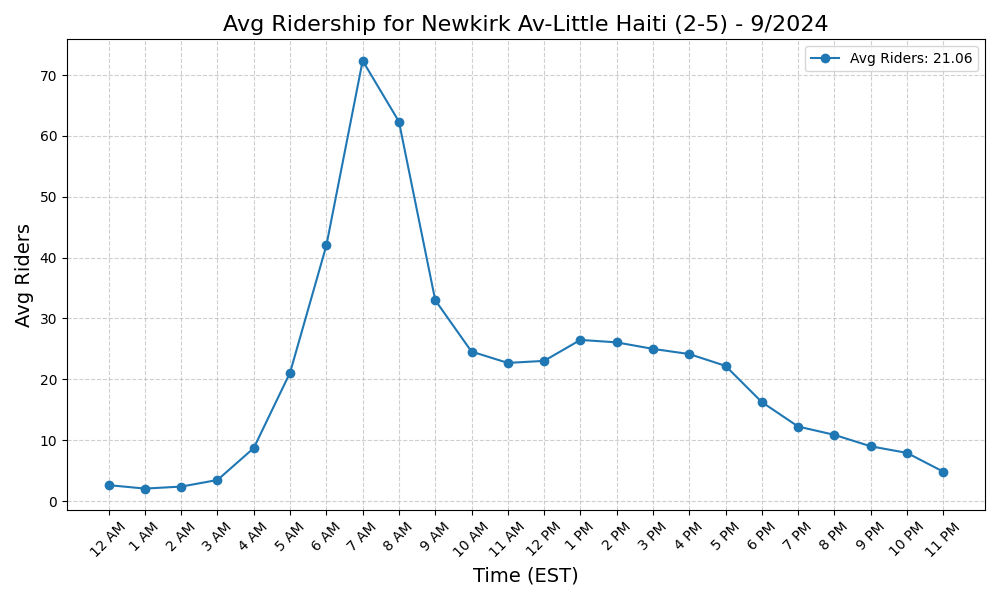 Avg Ridership for Newkirk Av-Little Haiti (2-5) - 9/2024
Avg Riders: 21.06
Avg Riders
70
60
50
40
30
20
10
0
12 AM
1 AM
2 AM
3 AM
4 AM
5 AM
6 AM
7 AM
8 AM
9 AM
10 AM
11 AM
12 PM
1 PM
2 PM
3 PM
4 PM
5 PM
6 PM
7 PM
8 PM
9 PM
10 PM
11 PM
Time (EST)